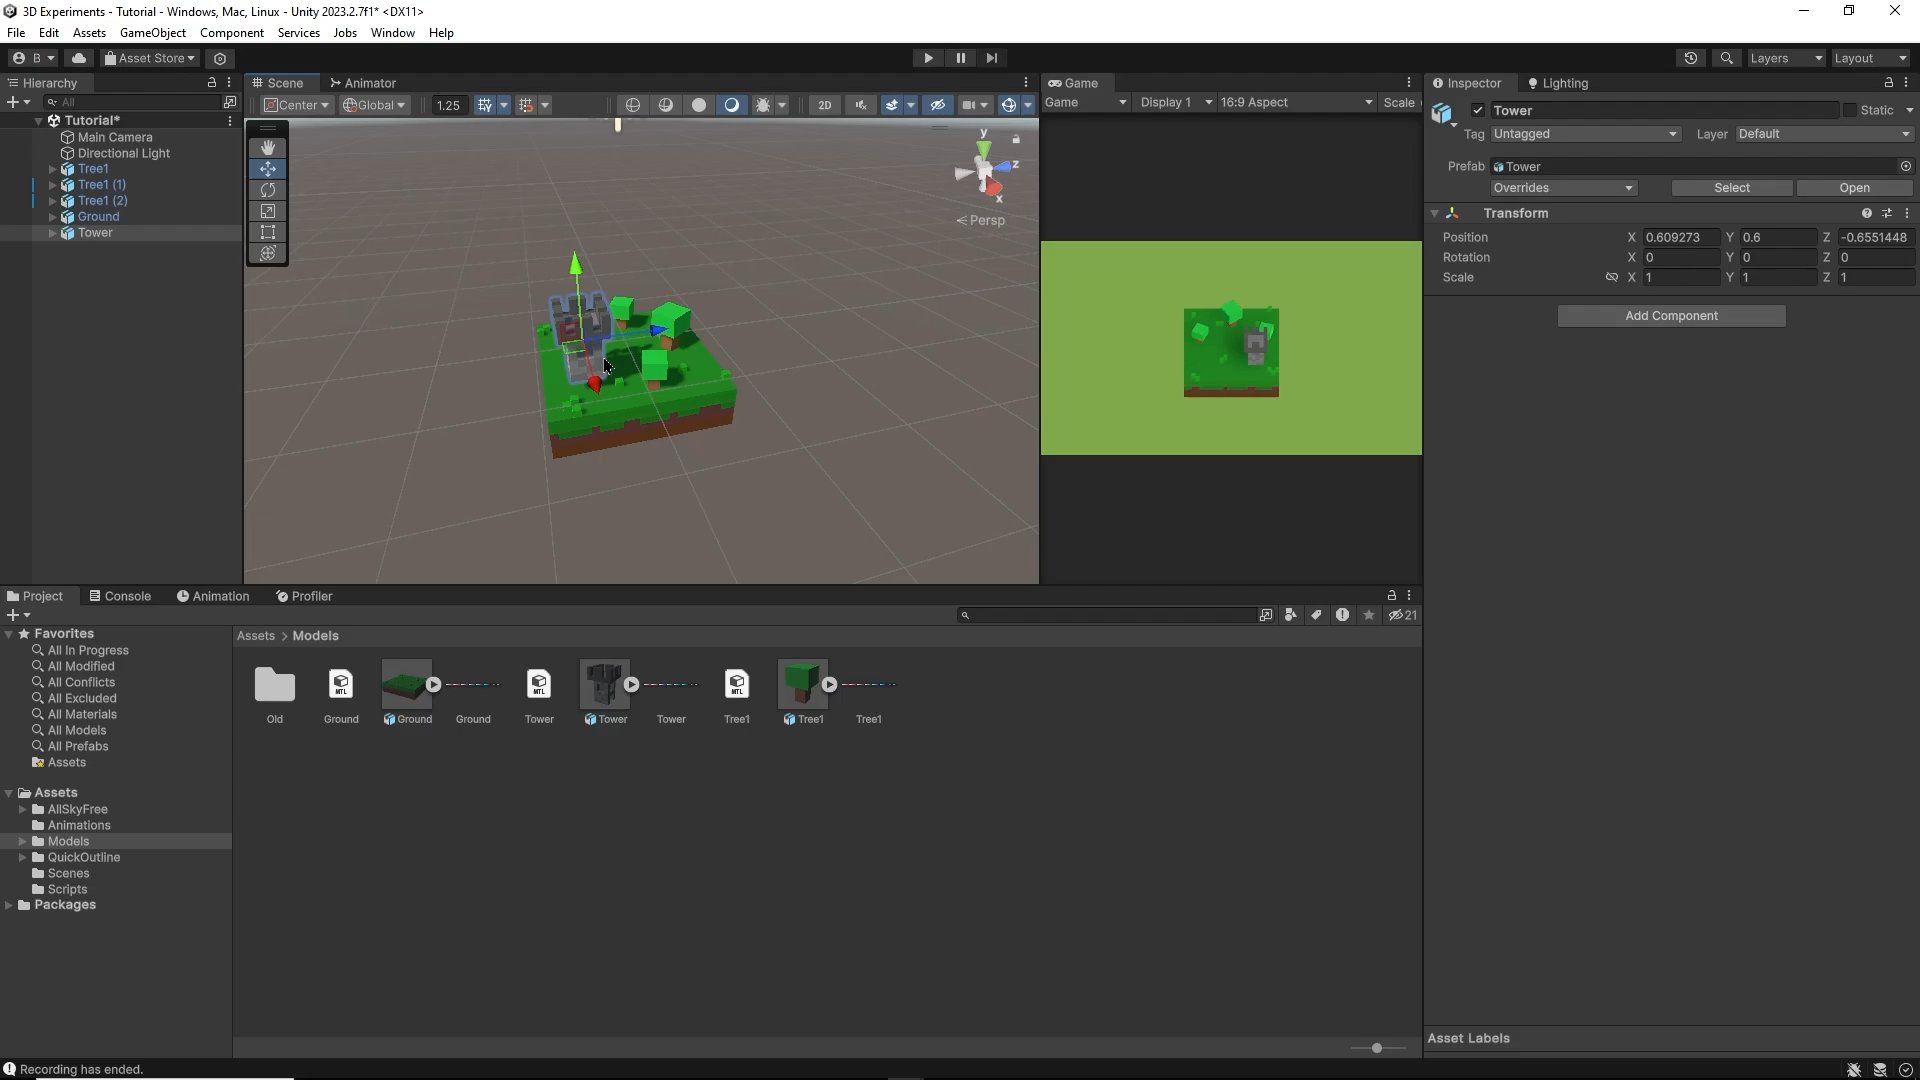 3D Experiments - Tutorial - Windows, Mac, Linux - Unity 2023.2.7f1* <DX11>
File Edit Assets GameObject Component Services Jobs Window Help
B Asset Store Layers Layout
Hierarchy
All
Tutorial*
Main Camera
Directional Light
Tree1
Tree1 (1)
Tree1 (2)
Ground
Tower
Scene Animator
Center Global 1.25 2D
y
z
x
Persp
Game
Game Display 1 16:9 Aspect Scale
Inspector Lighting
Tower Static
Tag Untagged Layer Default
Prefab Tower
Overrides Select Open
Transform
Position X 0.609273 Y 0.6 Z -0.6551448
Rotation X 0 Y 0 Z 0
Scale X 1 Y 1 Z 1
Add Component
Project Console Animation Profiler
21
Favorites
All In Progress
All Modified
All Conflicts
All Excluded
All Materials
All Models
All Prefabs
Assets
Assets
AllSkyFree
Animations
Models
QuickOutline
Scenes
Scripts
Packages
Assets > Models
MTL MTL MTL
Old Ground Ground Ground Tower Tower Tower Tree1 Tree1 Tree1
Asset Labels
Recording has ended.